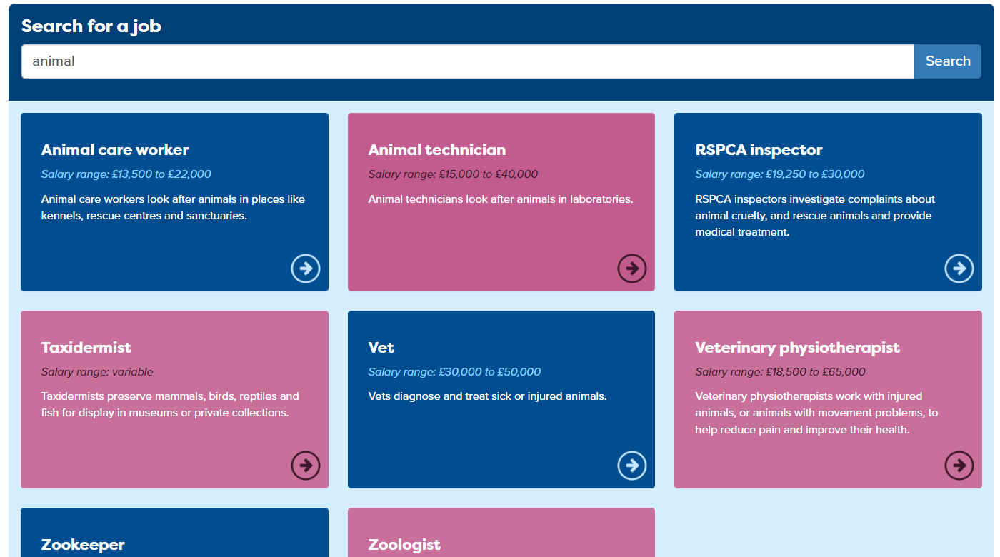 Search for a job
animal
Search
Animal care worker
Salary range: £13,500 to £22,000
Animal care workers look after animals in places like
kennels, rescue centres and sanctuaries.
Animal technician
Salary range: £15,000 to £40,000
Animal technicians look after animals in laboratories.
RSPCA inspector
Salary range: £19,250 to £30,000
RSPCA inspectors investigate complaints about
animal cruelty, and rescue animals and provide
medical treatment.
Taxidermist
Salary range: variable
Taxidermists preserve mammals, birds, reptiles and
fish for display in museums or private collections.
Vet
Salary range: £30,000 to £50,000
Vets diagnose and treat sick or injured animals.
Veterinary physiotherapist
Salary range: £18,500 to £65,000
Veterinary physiotherapists work with injured
animals, or animals with movement problems, to
help reduce pain and improve their health.
Zookeeper
Zoologist